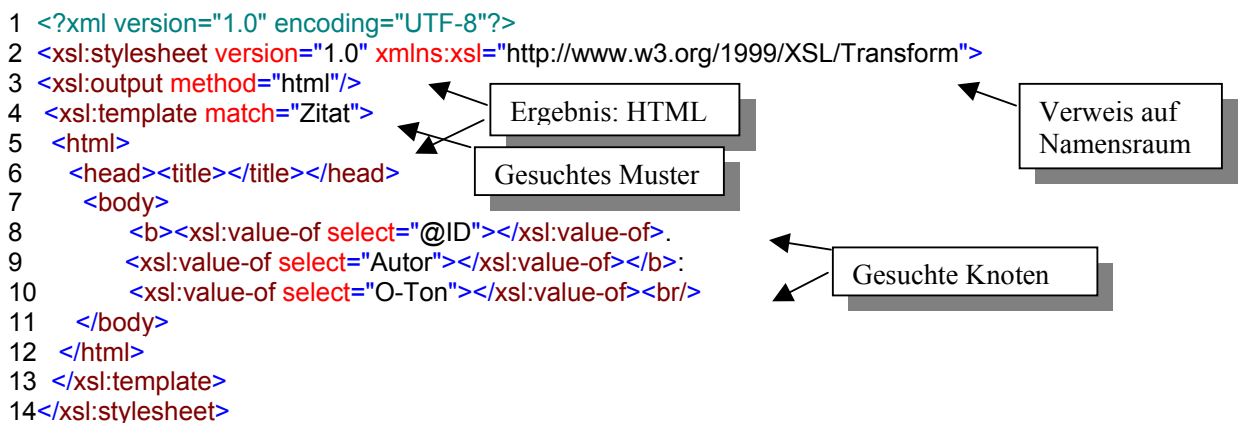 1 <?xml version="1.0" encoding="UTF-8"?>
2 <xsl:stylesheet version="1.0" xmlns:xsl="http://www.w3.org/1999/XSL/Transform">
3 <xsl:output method="html"/>
4 <xsl:template match="Zitat">
5 <html>
6 <head><title></title></head>
7 <body>
8 <b><xsl:value-of select="@ID"></xsl:value-of>.
9 <xsl:value-of select="Autor"></xsl:value-of></b>:
10 <xsl:value-of select="O-Ton"></xsl:value-of><br/>
11 </body>
12 </html>
13 </xsl:template>
14</xsl:stylesheet>
Ergebnis: HTML
Gesuchtes Muster
Verweis auf
Namensraum
Gesuchte Knoten